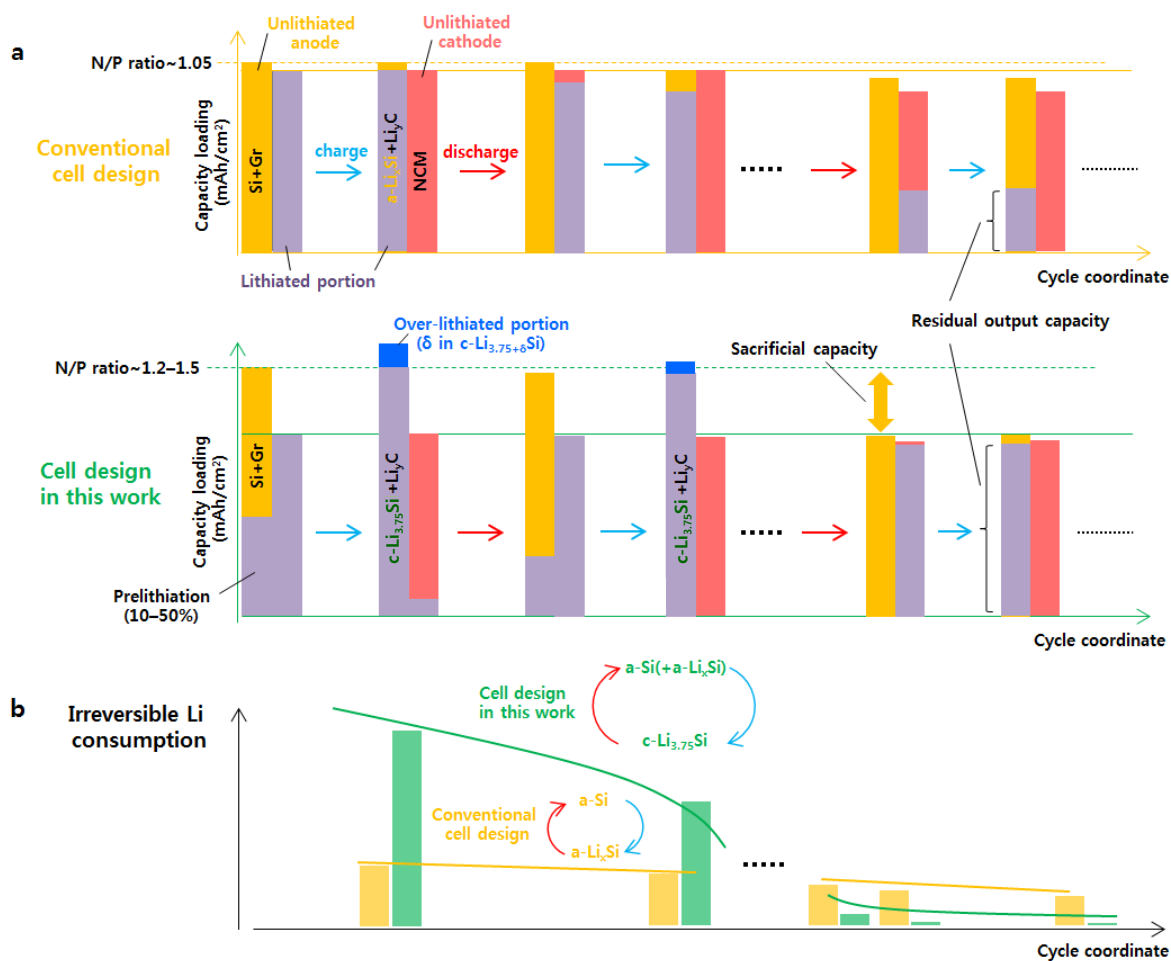 a
Unlithiated
anode
Unlithiated
cathode
N/P ratio~1.05
Conventional
cell design
Capacity loading
(mAh/cm²)
Si+Gr
charge
a-LiₓSi+LiᵧC
NCM
discharge
.....
..........
Lithiated portion
Cycle coordinate
Over-lithiated portion
(δ in c-Li₃.₇₅₊δSi)
Residual output capacity
Sacrificial capacity
N/P ratio~1.2–1.5
Cell design
in this work
Capacity loading
(mAh/cm²)
Si+Gr
c-Li₃.₇₅Si+LiᵧC
c-Li₃.₇₅Si+LiᵧC
.....
..........
Prelithiation
(10–50%)
Cycle coordinate
b
Irreversible Li
consumption
Cell design
in this work
a-Si(+a-LiₓSi)
c-Li₃.₇₅Si
Conventional
cell design
a-Si
a-LiₓSi
.....
Cycle coordinate